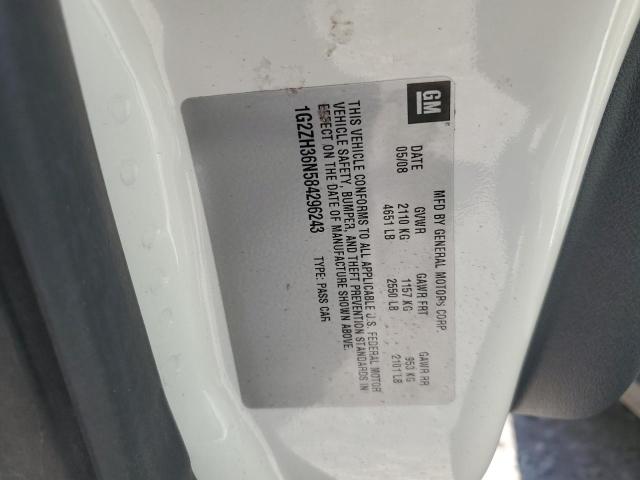 GM
MFD BY GENERAL MOTORS CORP.
DATE GVWR GAWR FRT GAWR RR
05/08 2110 KG 1157 KG 953 KG
4651 LB 2550 LB 2101 LB
THIS VEHICLE CONFORMS TO ALL APPLICABLE U.S. FEDERAL MOTOR
VEHICLE SAFETY, BUMPER, AND THEFT PREVENTION STANDARDS IN
EFFECT ON THE DATE OF MANUFACTURE SHOWN ABOVE.
1G2ZH36N584296243 TYPE: PASS CAR